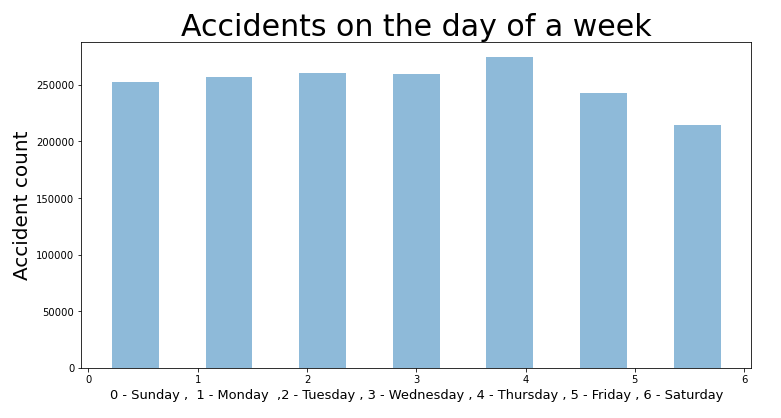 Accidents on the day of a week
Accident count
250000
200000
150000
100000
50000
0
0 1 2 3 4 5 6
0 - Sunday ,  1 - Monday  ,2 - Tuesday , 3 - Wednesday , 4 - Thursday , 5 - Friday , 6 - Saturday